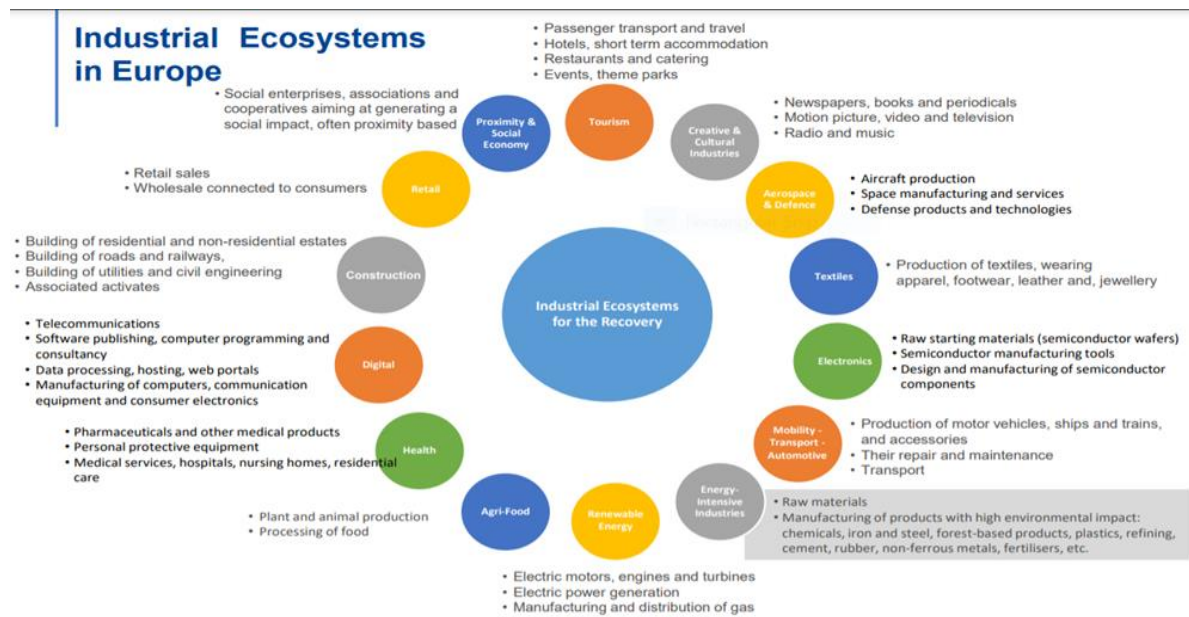 Industrial Ecosystems
in Europe
• Passenger transport and travel
• Hotels, short term accommodation
• Restaurants and catering
• Events, theme parks
• Social enterprises, associations and
cooperatives aiming at generating a
social impact, often proximity based
Proximity &
Social
Economy
Tourism
Creative &
Cultural
Industries
• Newspapers, books and periodicals
• Motion picture, video and television
• Radio and music
• Retail sales
• Wholesale connected to consumers
Retail
Aerospace
& Defence
• Aircraft production
• Space manufacturing and services
• Defense products and technologies
• Building of residential and non-residential estates
• Building of roads and railways,
• Building of utilities and civil engineering
• Associated activates
Construction
Industrial Ecosystems
for the Recovery
Textiles
• Production of textiles, wearing
apparel, footwear, leather and, jewellery
• Telecommunications
• Software publishing, computer programming and
consultancy
• Data processing, hosting, web portals
• Manufacturing of computers, communication
equipment and consumer electronics
Digital
Electronics
• Raw starting materials (semiconductor wafers)
• Semiconductor manufacturing tools
• Design and manufacturing of semiconductor
components
• Pharmaceuticals and other medical products
• Personal protective equipment
• Medical services, hospitals, nursing homes, residential
care
Health
Mobility -
Transport -
Automotive
• Production of motor vehicles, ships and trains,
and accessories
• Their repair and maintenance
• Transport
• Plant and animal production
• Processing of food
Agri-Food
Renewable
Energy
Energy-
Intensive
Industries
• Raw materials
• Manufacturing of products with high environmental impact:
chemicals, iron and steel, forest-based products, plastics, refining,
cement, rubber, non-ferrous metals, fertilisers, etc.
• Electric motors, engines and turbines
• Electric power generation
• Manufacturing and distribution of gas